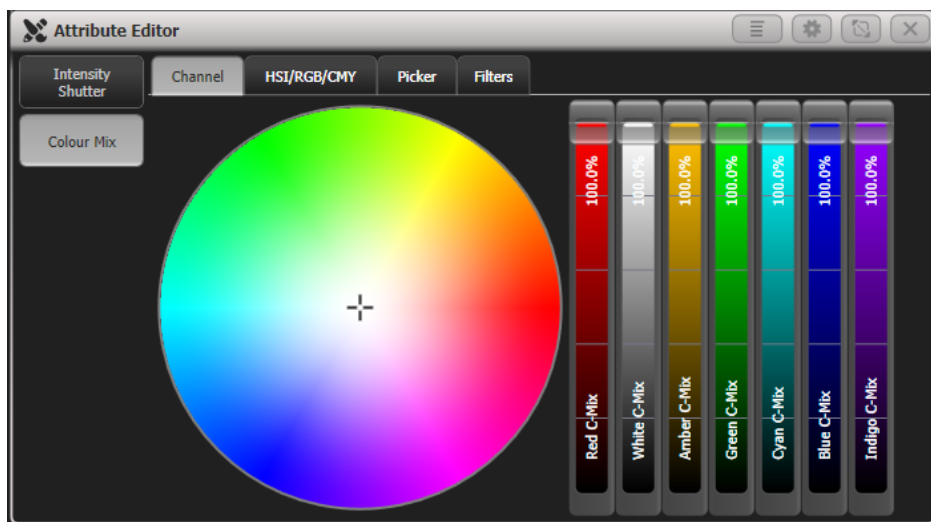 Attribute Editor
Intensity
Shutter
Channel
HSI/RGB/CMY
Picker
Filters
Colour Mix
100.0%
100.0%
100.0%
100.0%
100.0%
100.0%
100.0%
Red C-Mix
White C-Mix
Amber C-Mix
Green C-Mix
Cyan C-Mix
Blue C-Mix
Indigo C-Mix